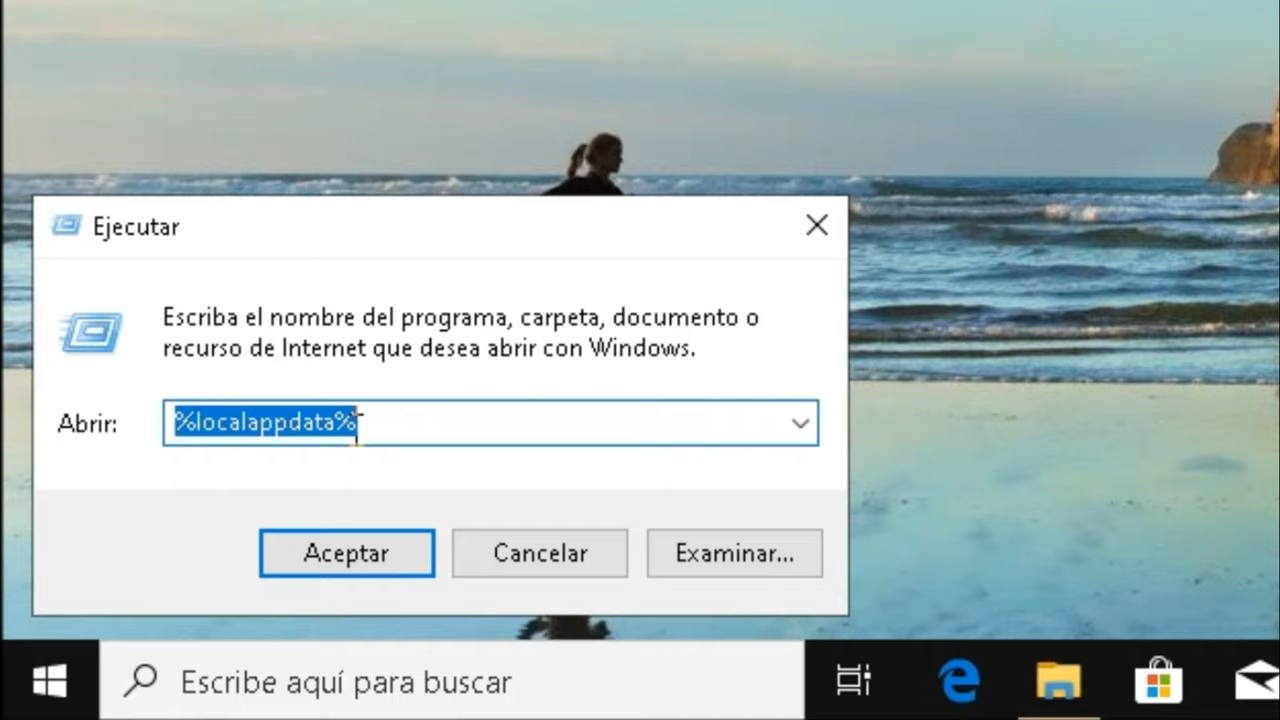 Ejecutar
Escriba el nombre del programa, carpeta, documento o
recurso de Internet que desea abrir con Windows.
Abrir:
%localappdata%
Aceptar
Cancelar
Examinar...
Escribe aquí para buscar